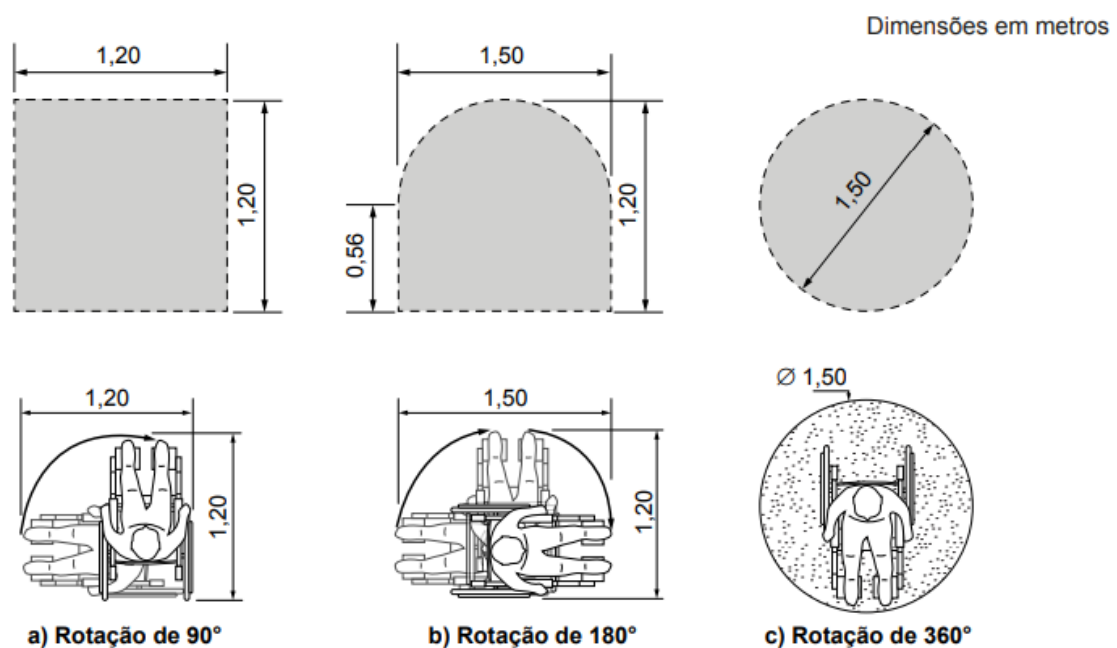 Dimensões em metros
1,20
1,50
1,20
0,56
1,20
1,50
1,20
1,50
∅ 1,50
1,20
1,20
a) Rotação de 90°
b) Rotação de 180°
c) Rotação de 360°